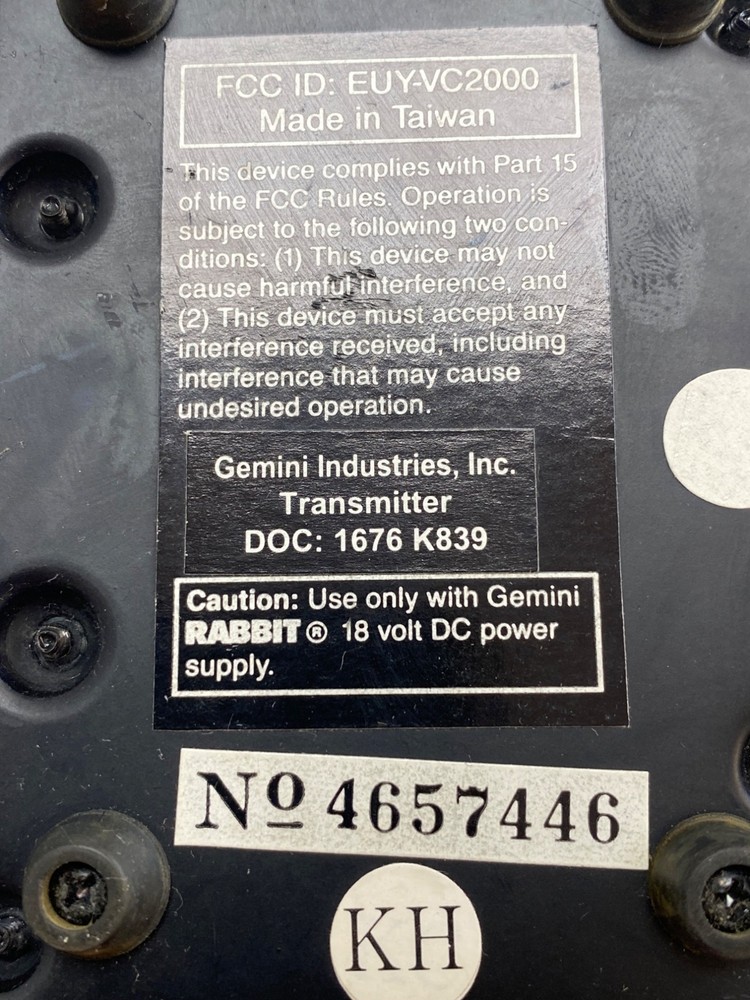 FCC ID: EUY-VC2000
Made in Taiwan
This device complies with Part 15
of the FCC Rules. Operation is
subject to the following two con-
ditions: (1) This device may not
cause harmful interference, and
(2) This device must accept any
interference received, including
interference that may cause
undesired operation.
Gemini Industries, Inc.
Transmitter
DOC: 1676 K839
Caution: Use only with Gemini
RABBIT ® 18 volt DC power
supply.
Nº 4657446
KH